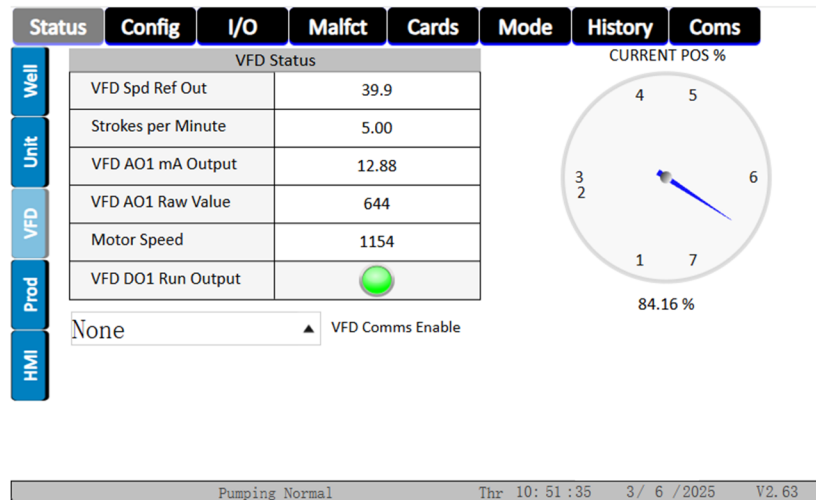 Status Config I/O Malfct Cards Mode History Coms
Well
Unit
VFD
Prod
HMI
VFD Status
VFD Spd Ref Out 39.9
Strokes per Minute 5.00
VFD AO1 mA Output 12.88
VFD AO1 Raw Value 644
Motor Speed 1154
VFD DO1 Run Output
None VFD Comms Enable
CURRENT POS %
4 5
3 6
2
1 7
84.16 %
Pumping Normal Thr 10:51:35 3/ 6 /2025 V2.63